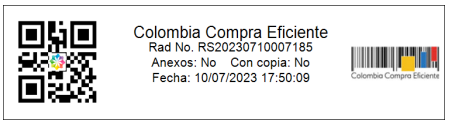 Colombia Compra Eficiente
Rad No. RS20230710007185
Anexos: No Con copia: No
Fecha: 10/07/2023 17:50:09
Colombia Compra Eficiente